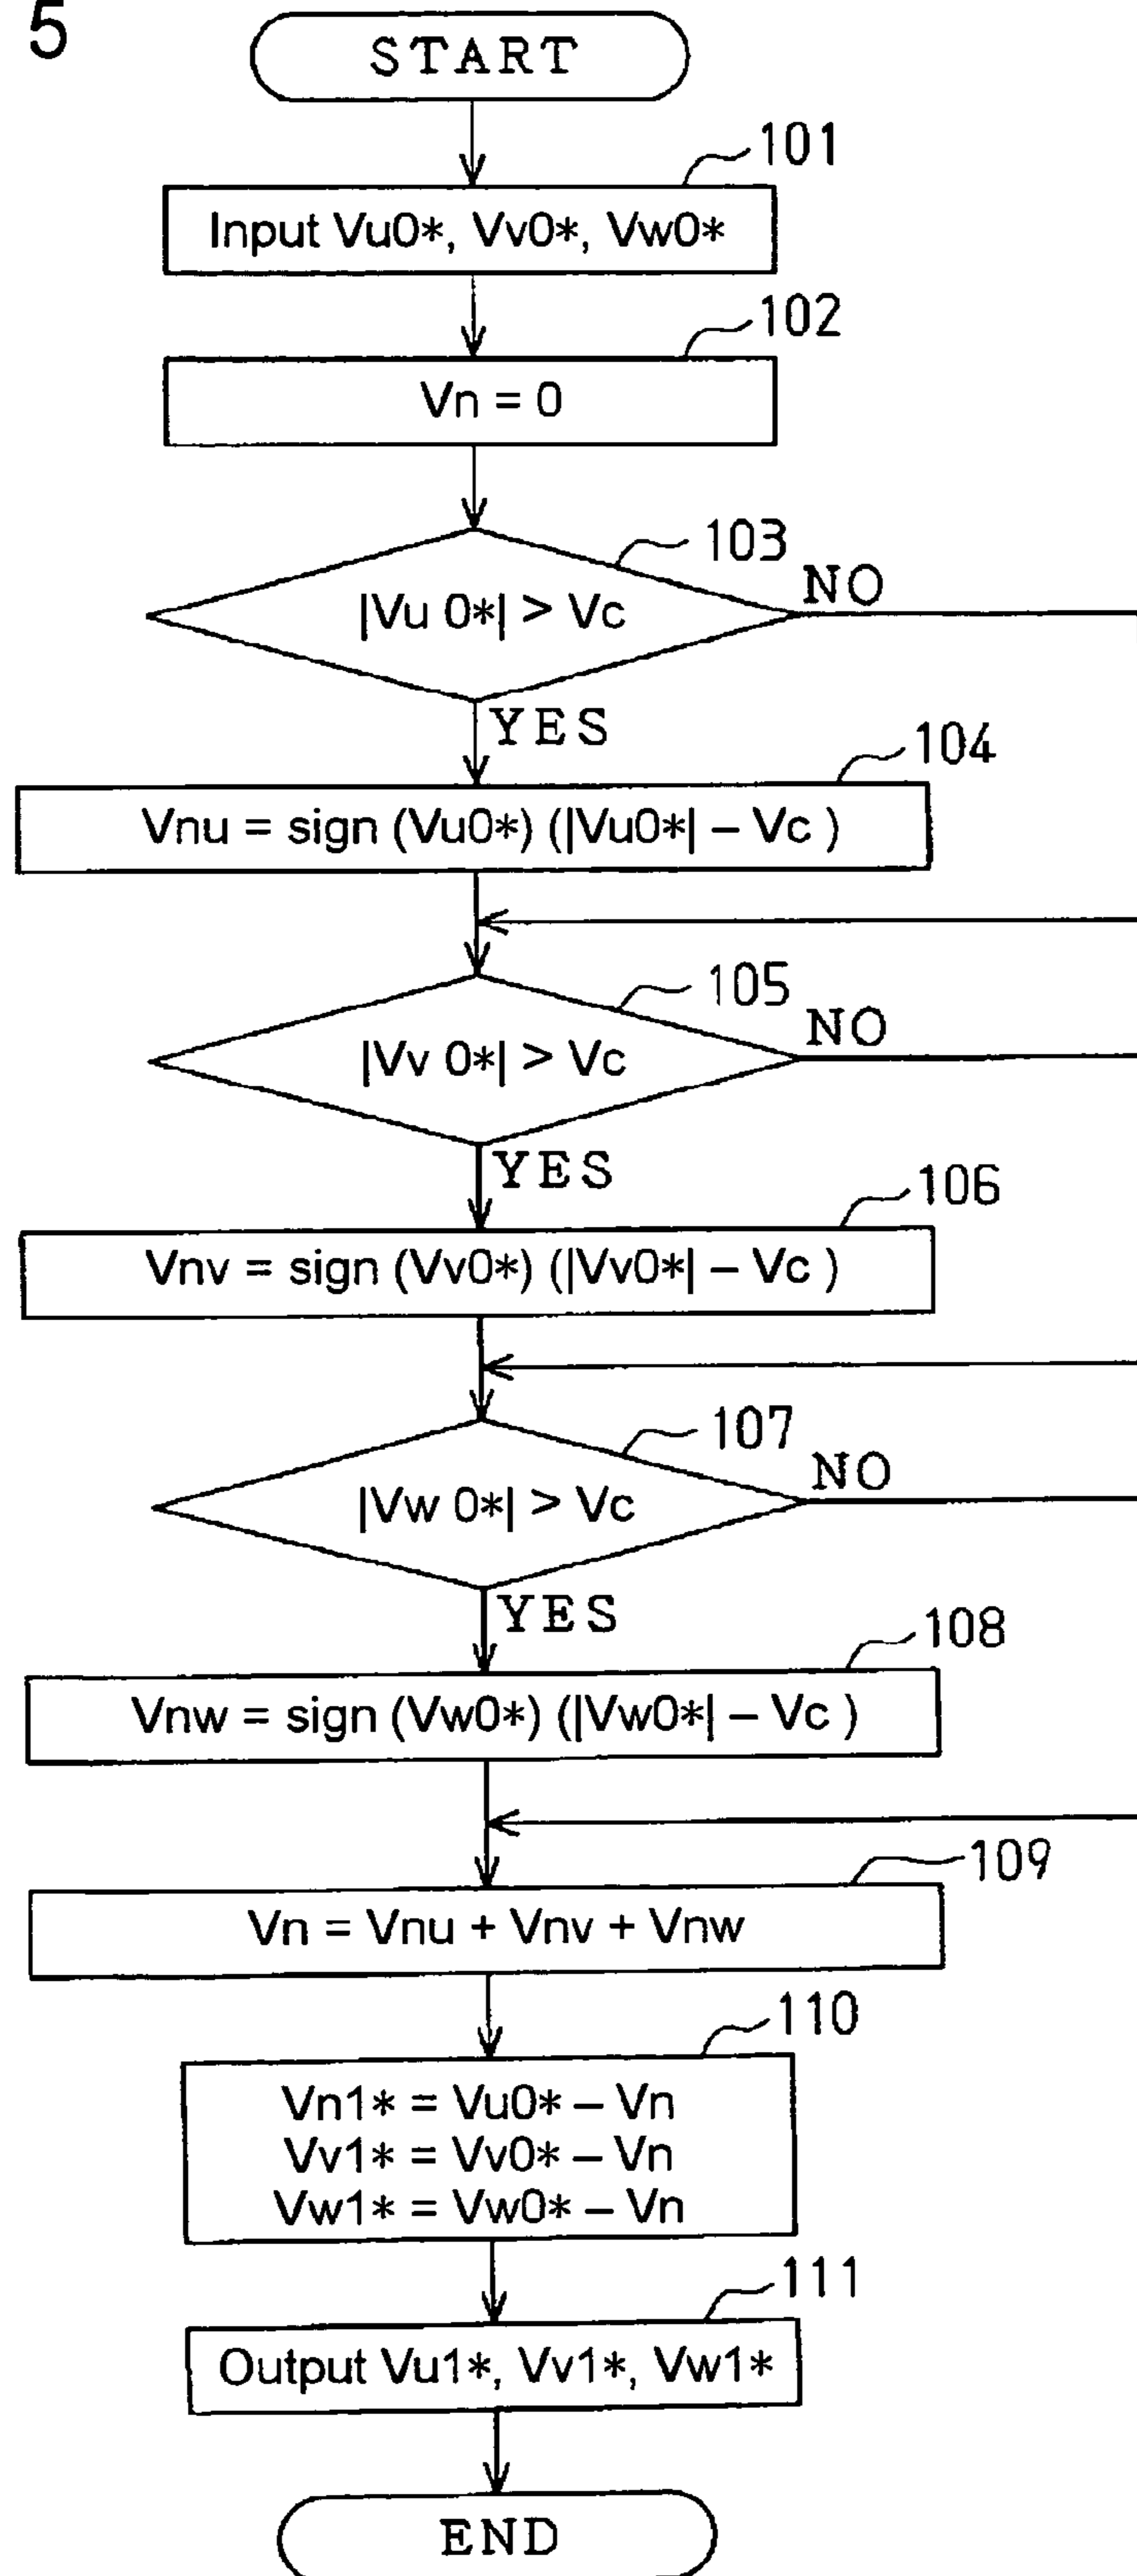 5
START
101
Input Vu0*, Vv0*, Vw0*
102
Vn = 0
103
|Vu 0*| > Vc
NO
YES
104
Vnu = sign (Vu0*) (|Vu0*| – Vc )
105
|Vv 0*| > Vc
NO
YES
106
Vnv = sign (Vv0*) (|Vv0*| – Vc )
107
|Vw 0*| > Vc
NO
YES
108
Vnw = sign (Vw0*) (|Vw0*| – Vc )
109
Vn = Vnu + Vnv + Vnw
110
Vn1* = Vu0* – Vn
Vv1* = Vv0* – Vn
Vw1* = Vw0* – Vn
111
Output Vu1*, Vv1*, Vw1*
END